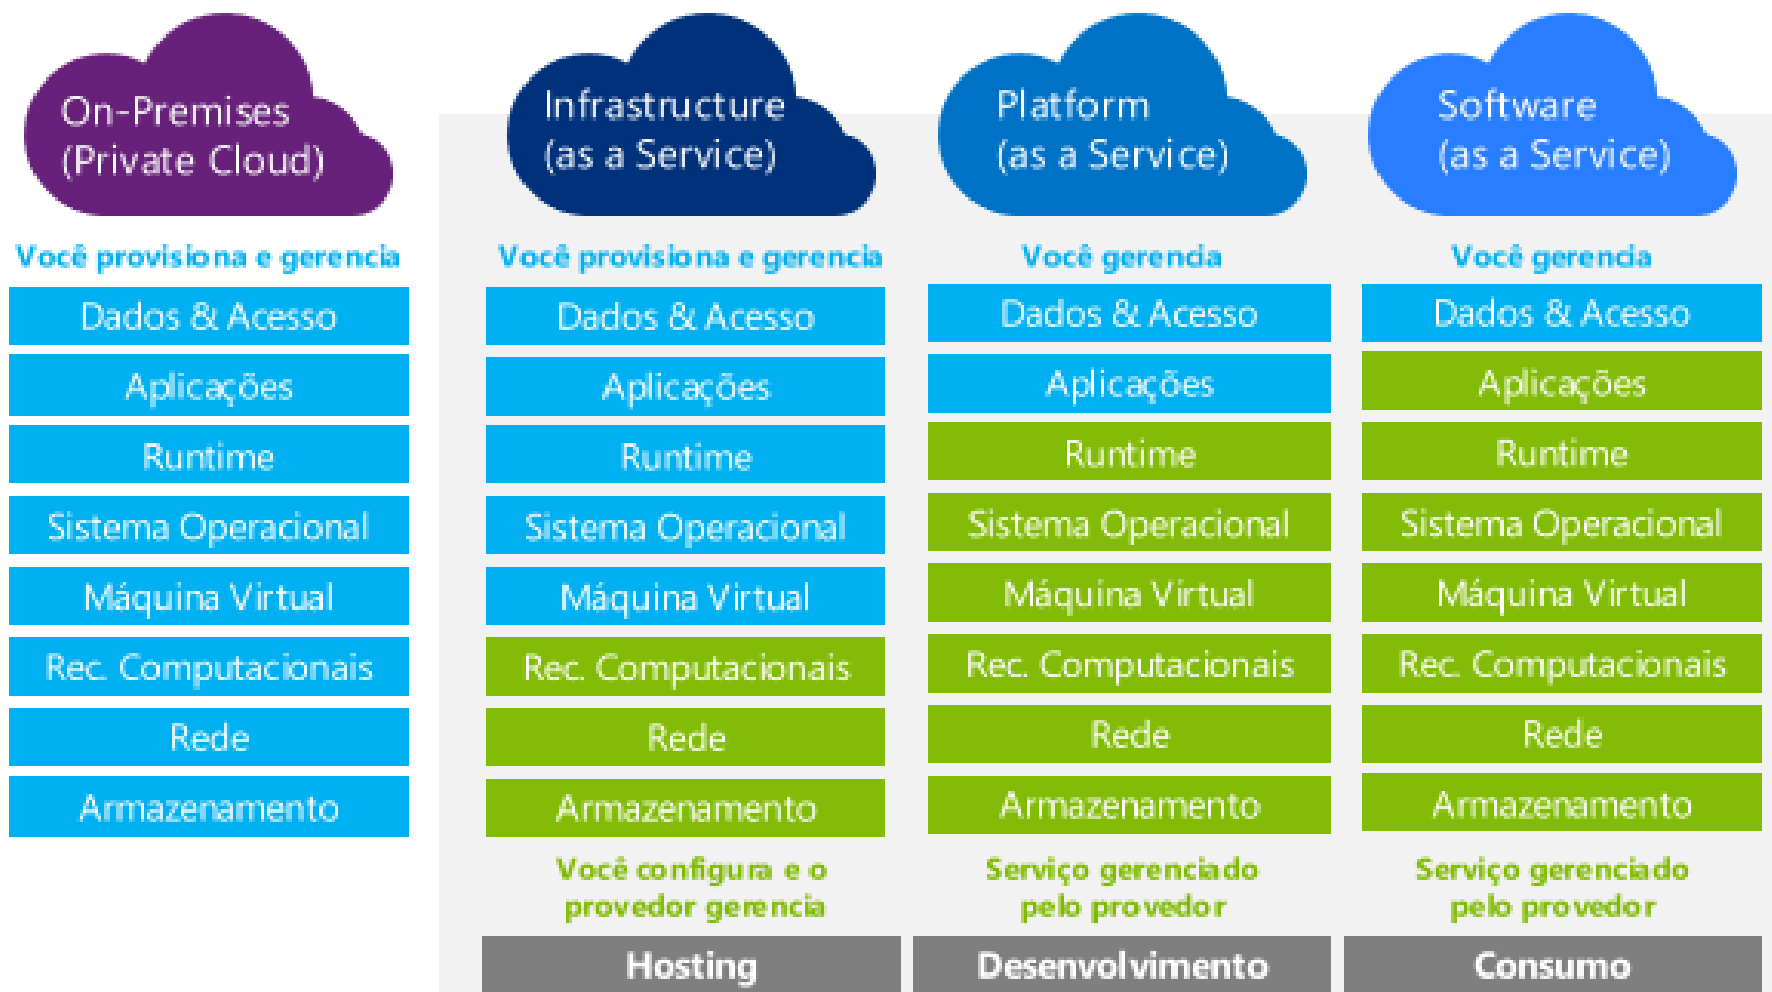 On-Premises
(Private Cloud)
Você provisiona e gerencia
Dados & Acesso
Aplicações
Runtime
Sistema Operacional
Máquina Virtual
Rec. Computacionais
Rede
Armazenamento
Infrastructure
(as a Service)
Você provisiona e gerencia
Dados & Acesso
Aplicações
Runtime
Sistema Operacional
Máquina Virtual
Rec. Computacionais
Rede
Armazenamento
Você configura e o
provedor gerencia
Hosting
Platform
(as a Service)
Você gerencia
Dados & Acesso
Aplicações
Runtime
Sistema Operacional
Máquina Virtual
Rec. Computacionais
Rede
Armazenamento
Serviço gerenciado
pelo provedor
Desenvolvimento
Software
(as a Service)
Você gerencia
Dados & Acesso
Aplicações
Runtime
Sistema Operacional
Máquina Virtual
Rec. Computacionais
Rede
Armazenamento
Serviço gerenciado
pelo provedor
Consumo